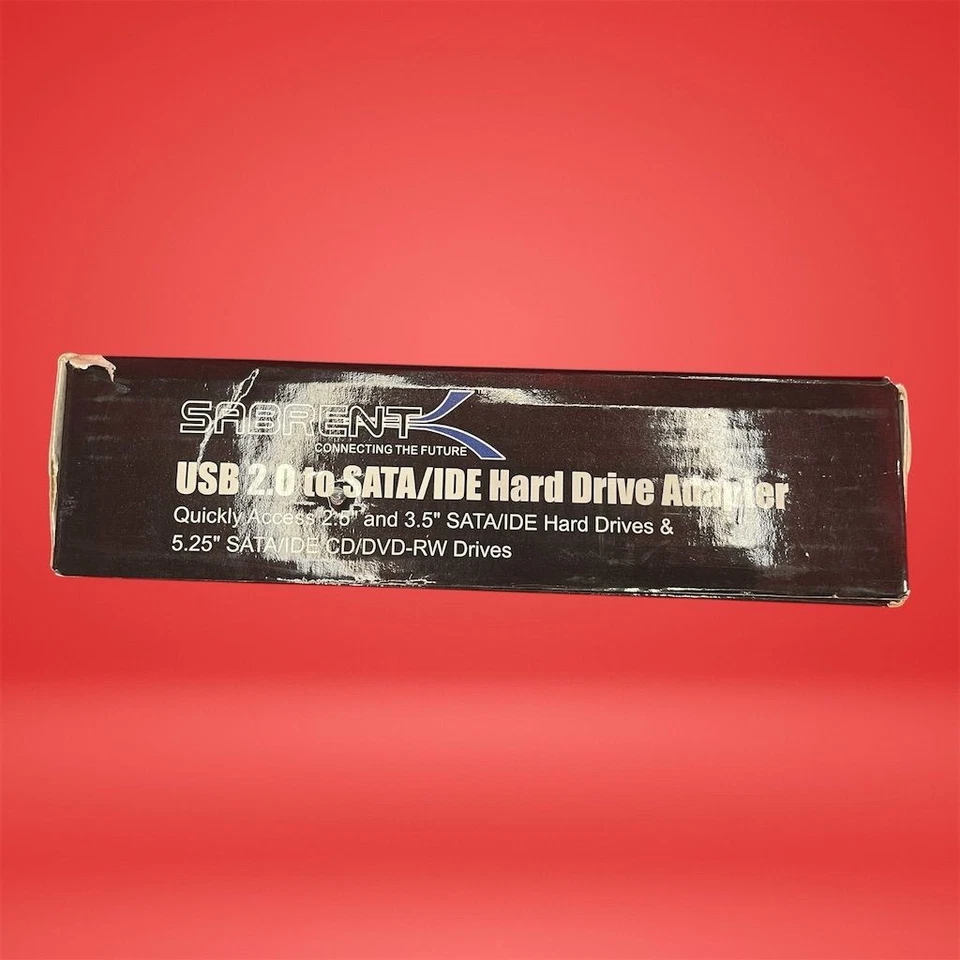 SABRENT
CONNECTING THE FUTURE
USB 2.0 to SATA/IDE Hard Drive Adapter
Quickly Access 2.5" and 3.5" SATA/IDE Hard Drives &
5.25" SATA/IDE CD/DVD-RW Drives